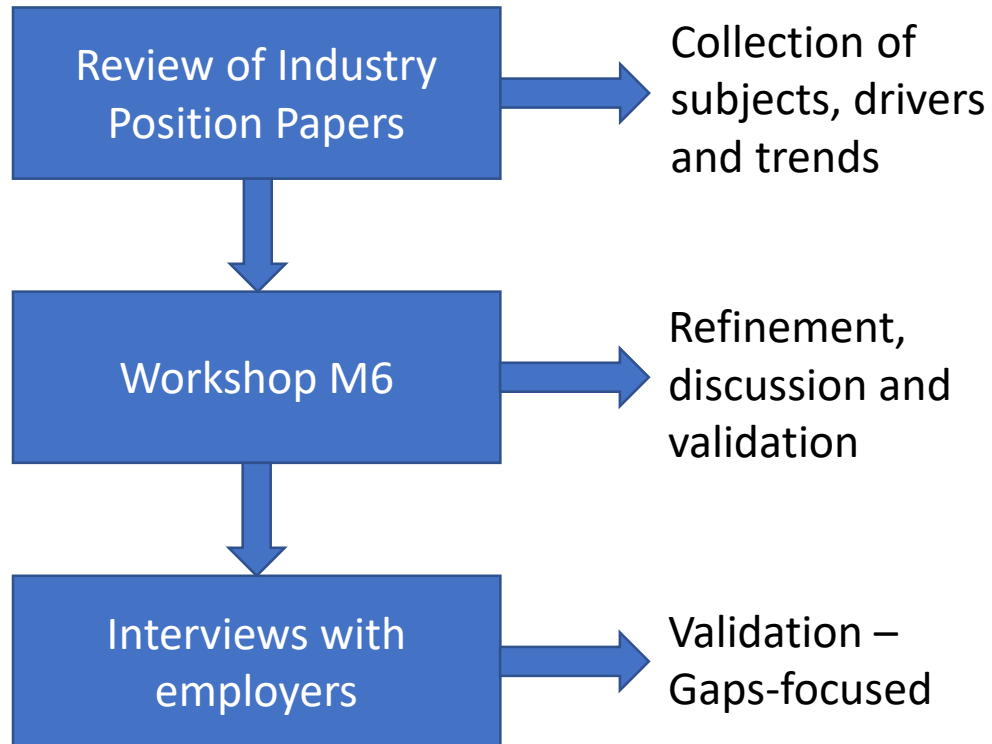 Review of Industry
Position Papers
Collection of
subjects, drivers
and trends
Workshop M6
Refinement,
discussion and
validation
Interviews with
employers
Validation –
Gaps-focused